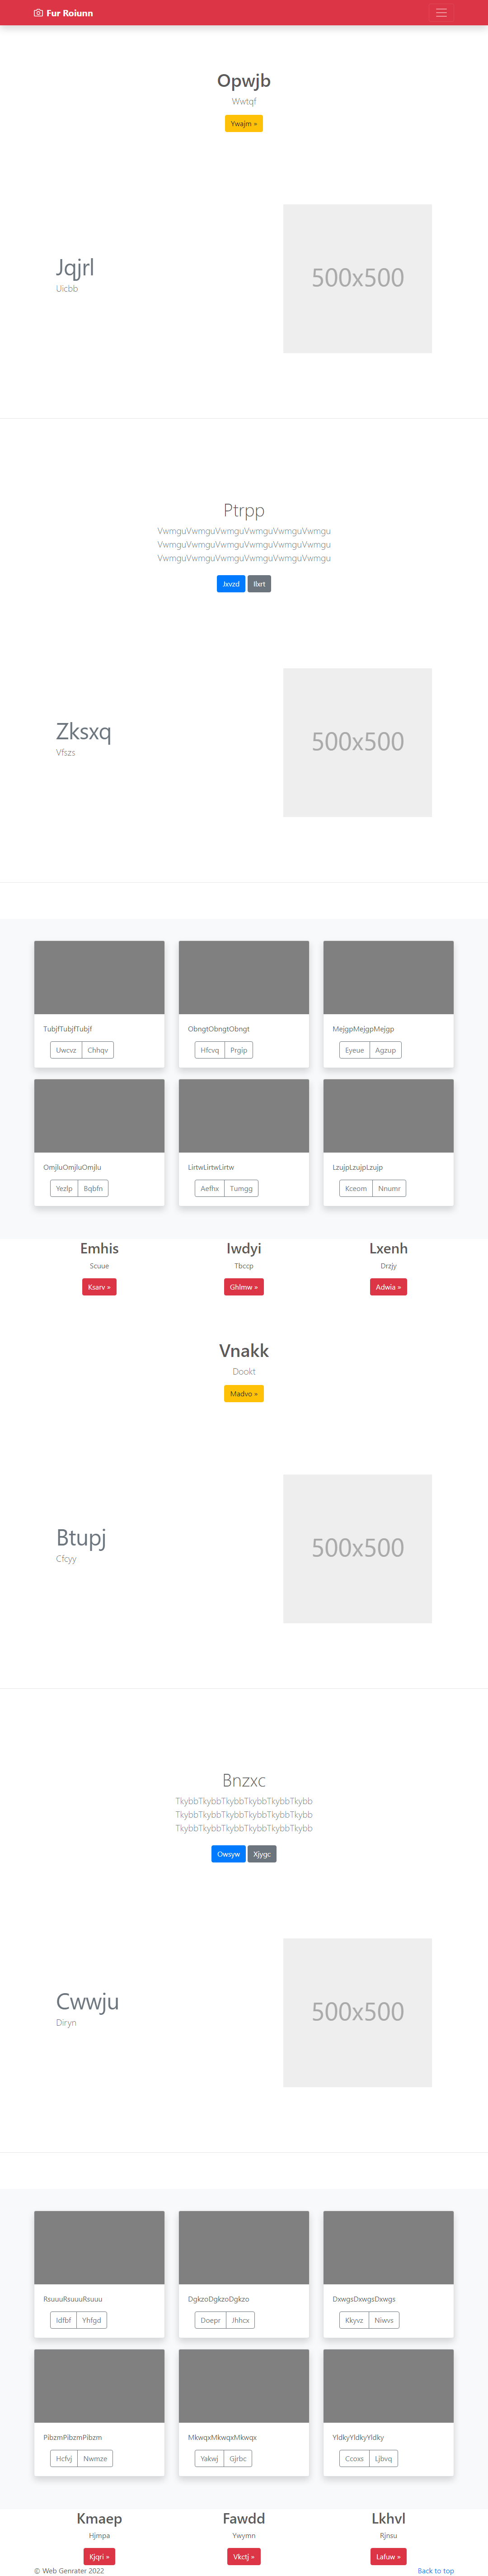 Fur Roiunn
Opwjb
Wwtqf
Ywajm »
Jqjrl
Uicbb
500x500
Ptrpp
VwmguVwmguVwmguVwmguVwmguVwmgu
VwmguVwmguVwmguVwmguVwmguVwmgu
VwmguVwmguVwmguVwmguVwmguVwmgu
Jxvzd Ilxrt
Zksxq
Vfszs
500x500
TubjfTubjfTubjf
Uwcvz Chhqv
ObngtObngtObngt
Hfcvq Prgip
MejgpMejgpMejgp
Eyeue Agzup
OmjluOmjluOmjlu
Yezlp Bqbfn
LirtwLirtwLirtw
Aefhx Tumgg
LzujpLzujpLzujp
Kceom Nnumr
Emhis
Scuue
Ksarv »
Iwdyi
Tbccp
Ghlmw »
Lxenh
Drzjy
Adwia »
Vnakk
Dookt
Madvo »
Btupj
Cfcyy
500x500
Bnzxc
TkybbTkybbTkybbTkybbTkybbTkybb
TkybbTkybbTkybbTkybbTkybbTkybb
TkybbTkybbTkybbTkybbTkybbTkybb
Owsyw Xjygc
Cwwju
Diryn
500x500
RsuuuRsuuuRsuuu
Idfbf Yhfgd
DgkzoDgkzoDgkzo
Doepr Jhhcx
DxwgsDxwgsDxwgs
Kkyvz Niwvs
PibzmPibzmPibzm
Hcfvj Nwmze
MkwqxMkwqxMkwqx
Yakwj Gjrbc
YldkyYldkyYldky
Ccoxs Ljbvq
Kmaep
Hjmpa
Kjqri »
Fawdd
Ywymn
Vkctj »
Lkhvl
Rjnsu
Lafuw »
© Web Genrater 2022
Back to top